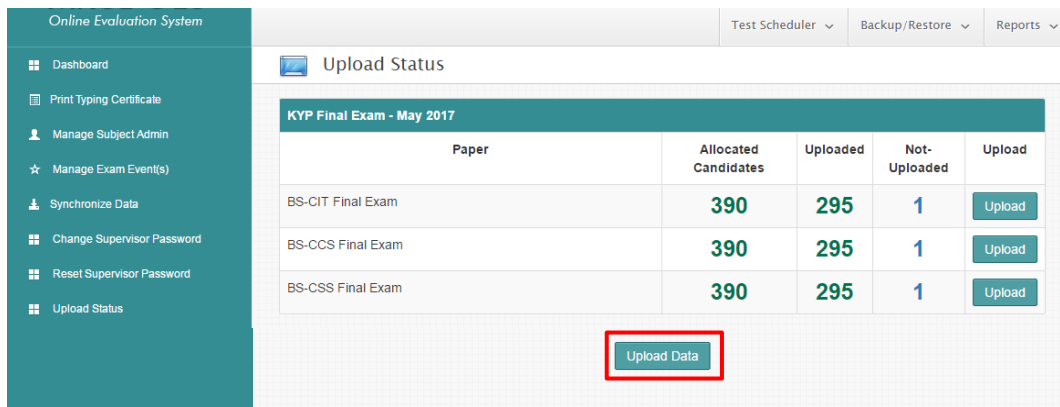 Online Evaluation System
Test Scheduler
Backup/Restore
Reports
Dashboard
Print Typing Certificate
Manage Subject Admin
Manage Exam Event(s)
Synchronize Data
Change Supervisor Password
Reset Supervisor Password
Upload Status
Upload Status
KYP Final Exam - May 2017
Paper Allocated Candidates Uploaded Not-Uploaded Upload
BS-CIT Final Exam 390 295 1 Upload
BS-CCS Final Exam 390 295 1 Upload
BS-CSS Final Exam 390 295 1 Upload
Upload Data